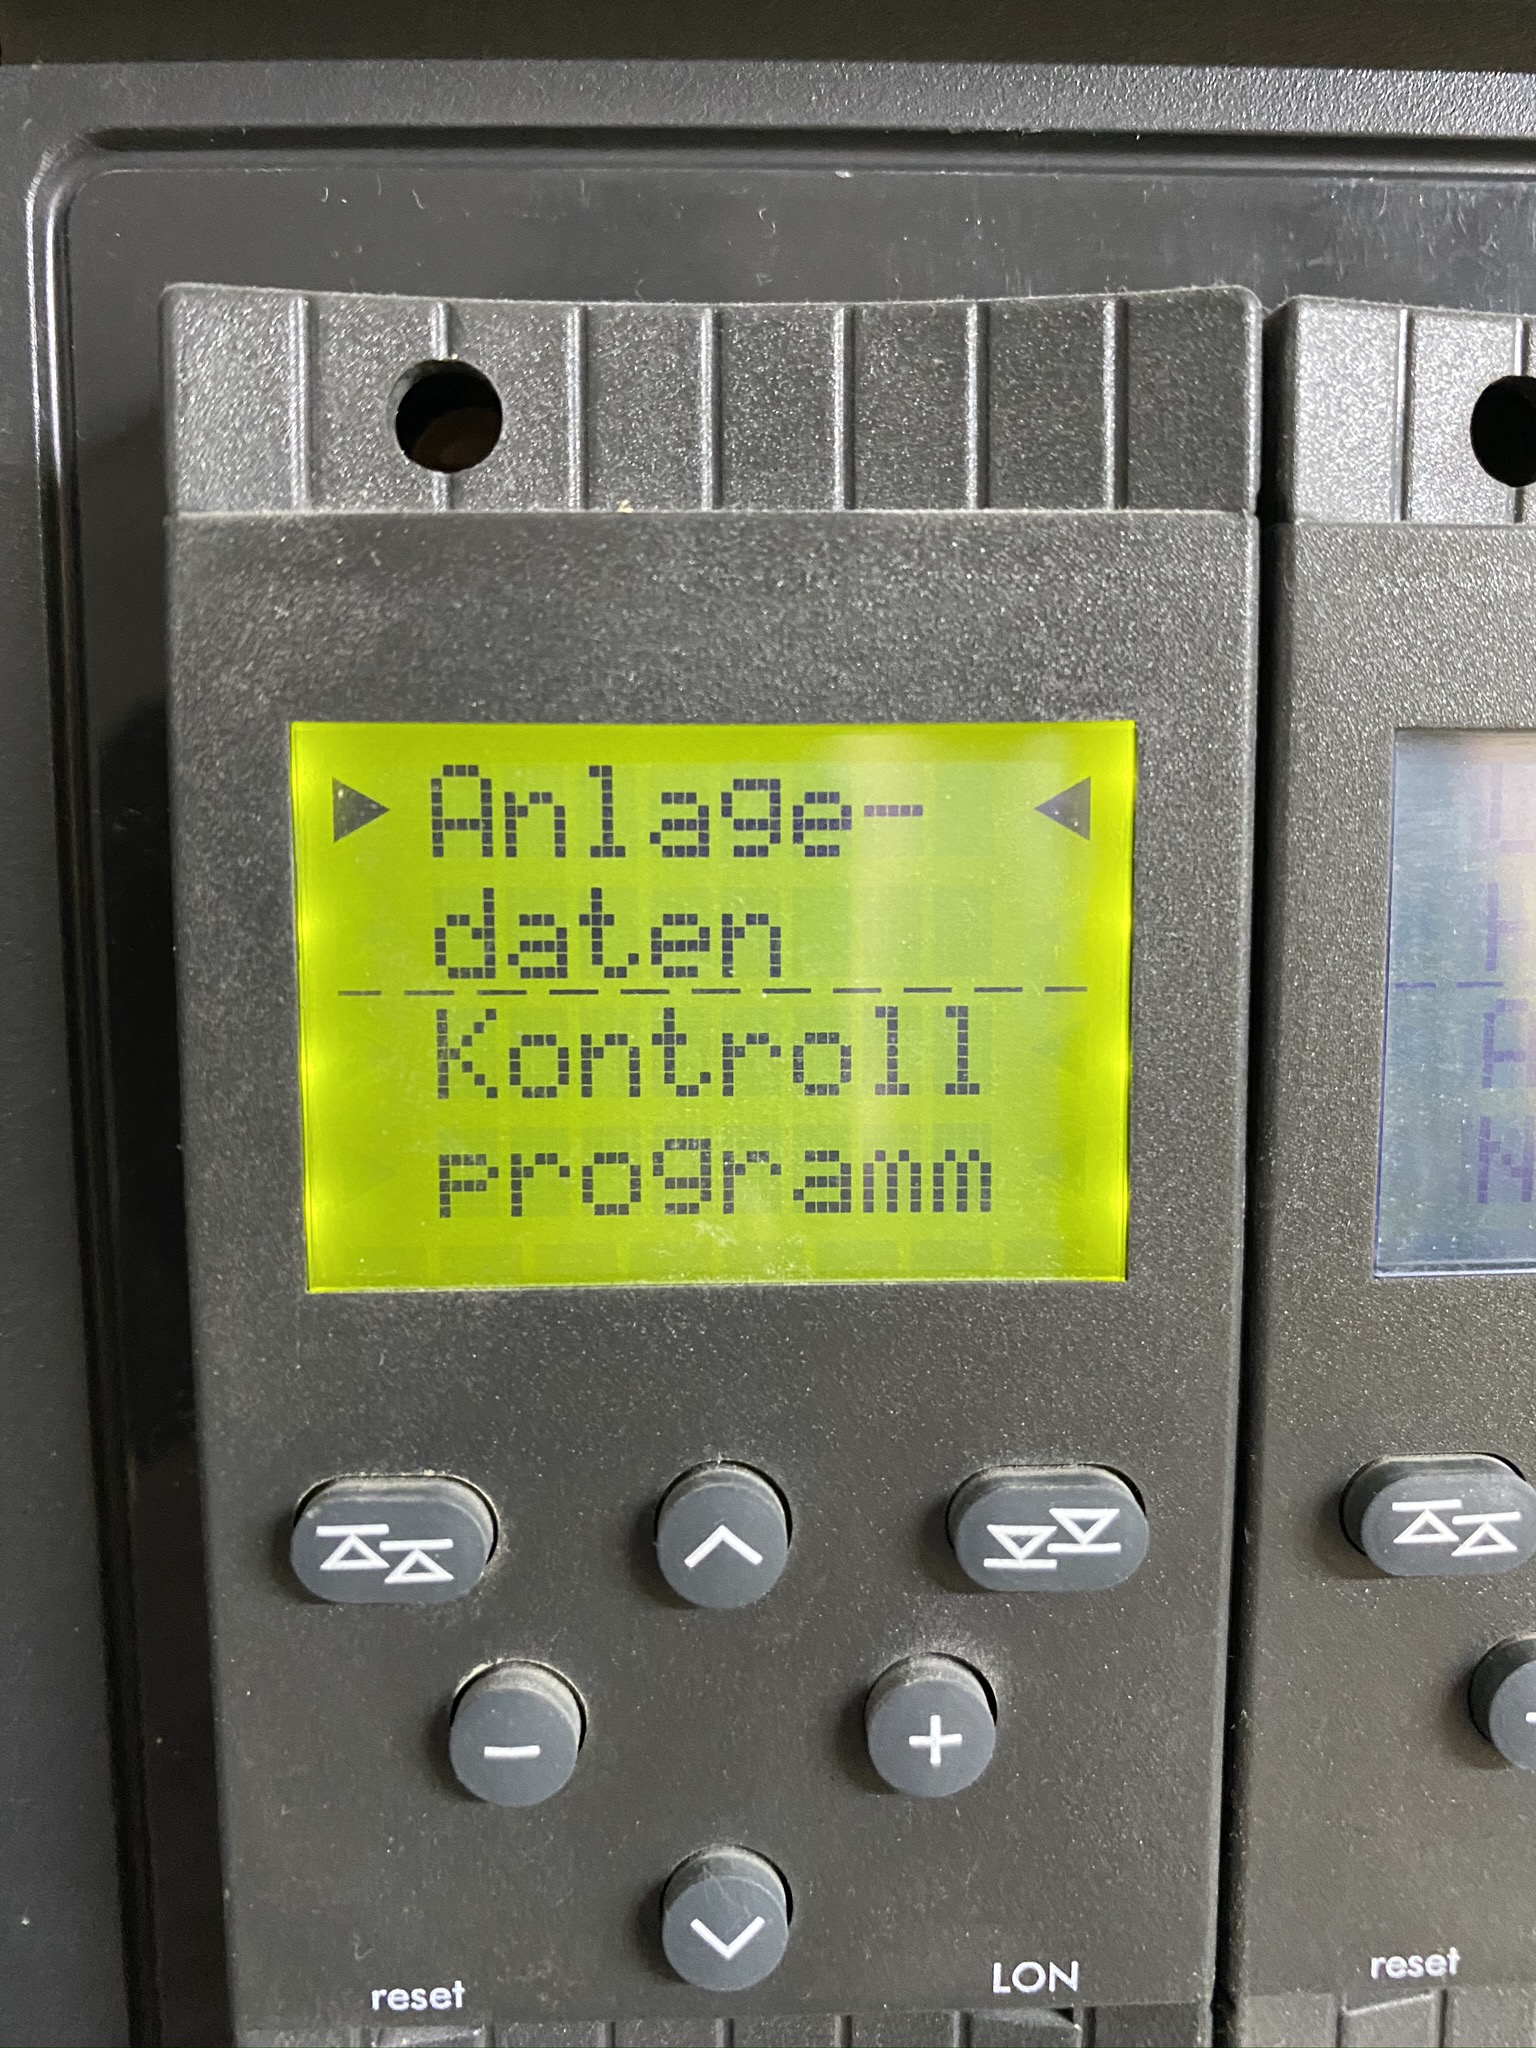 Anlage-
daten
Kontroll
programm
-
+
reset
LON
reset